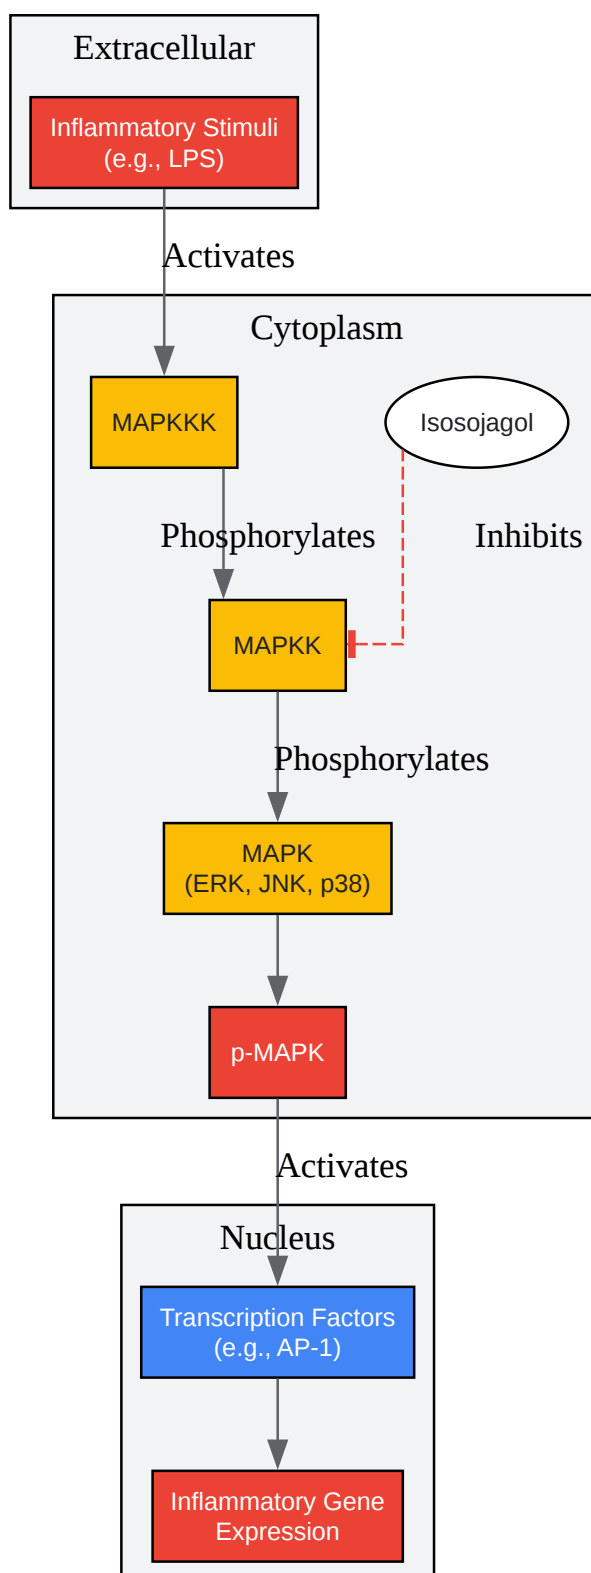 Extracellular
Inflammatory Stimuli
(e.g., LPS)
Activates
Cytoplasm
MAPKKK
Isosojagol
Phosphorylates
Inhibits
MAPKK
Phosphorylates
MAPK
(ERK, JNK, p38)
p-MAPK
Activates
Nucleus
Transcription Factors
(e.g., AP-1)
Inflammatory Gene
Expression